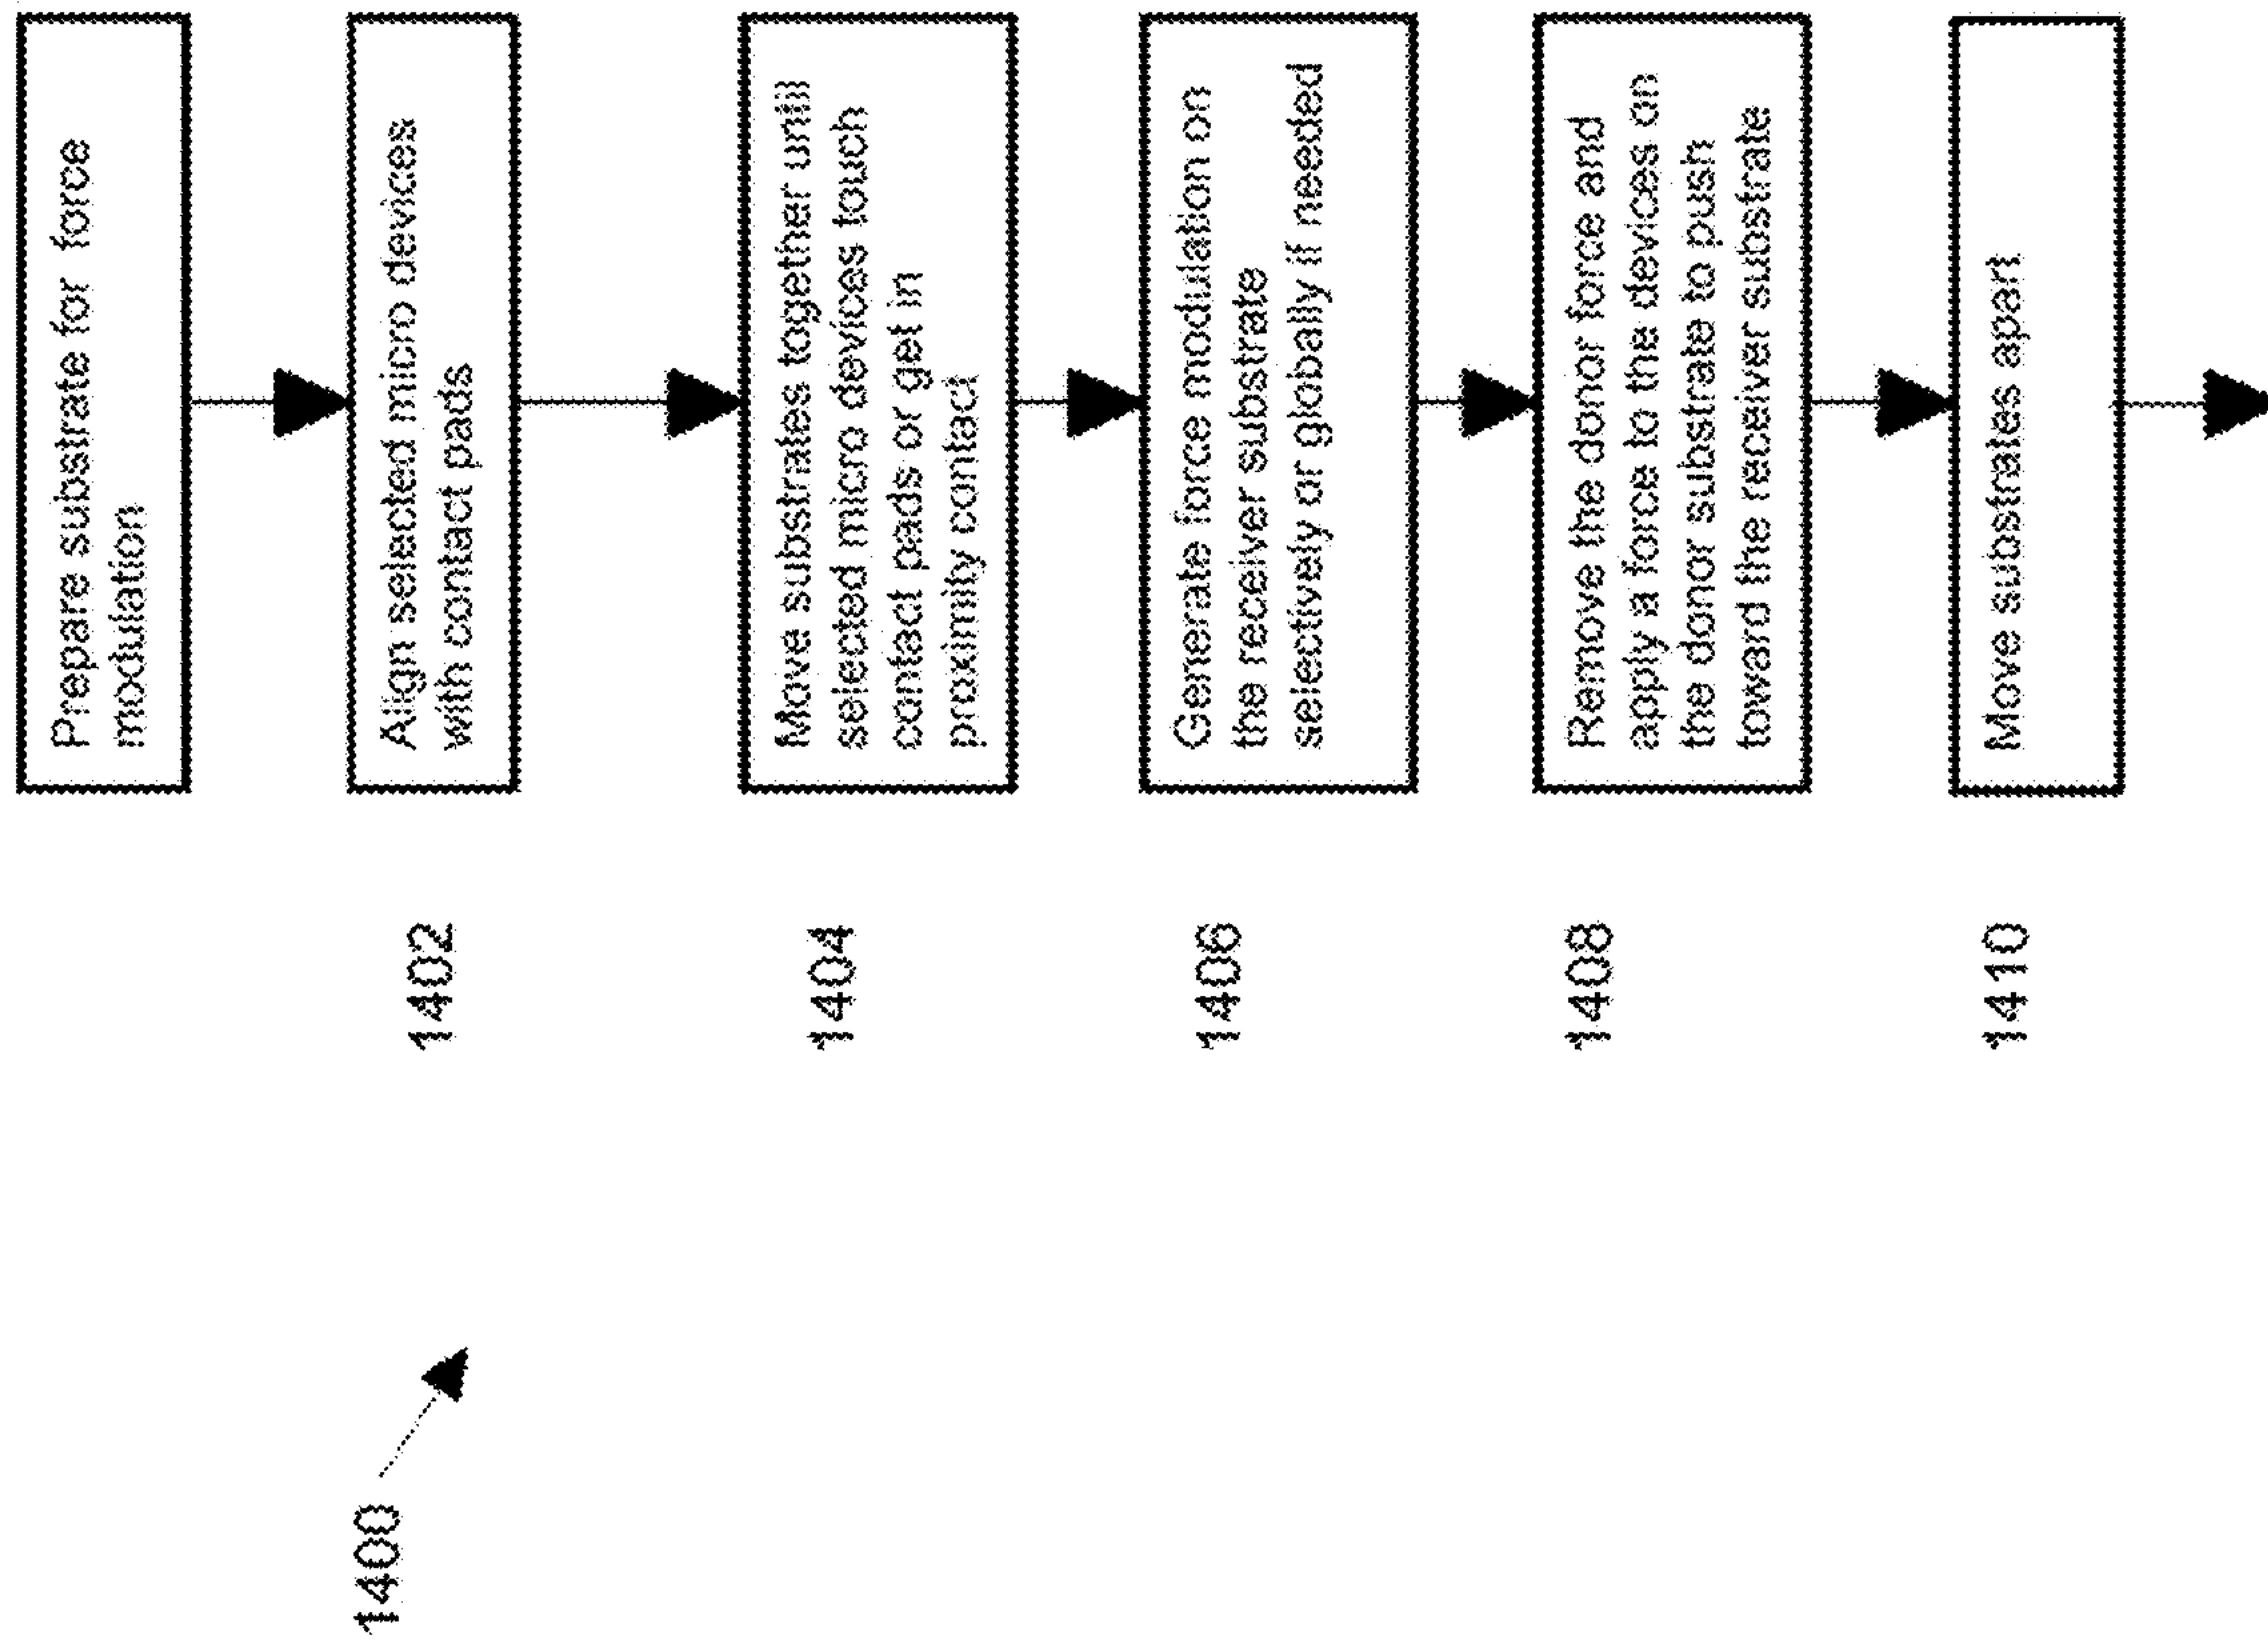 Prepare substrate for force
modulation
1400
1402
Align selected micro devices
with contact pads
1404
Move substrates together untill
selected micro devices touch
contact pads or get in
proximity contact
1406
Generate force modulation on
the receiver substrate
selectively or globally if needed
1408
Remove the donor force and
apply a force to the devices on
the donor substrate to push
toward the receiver substrate
1410
Move substrates apart